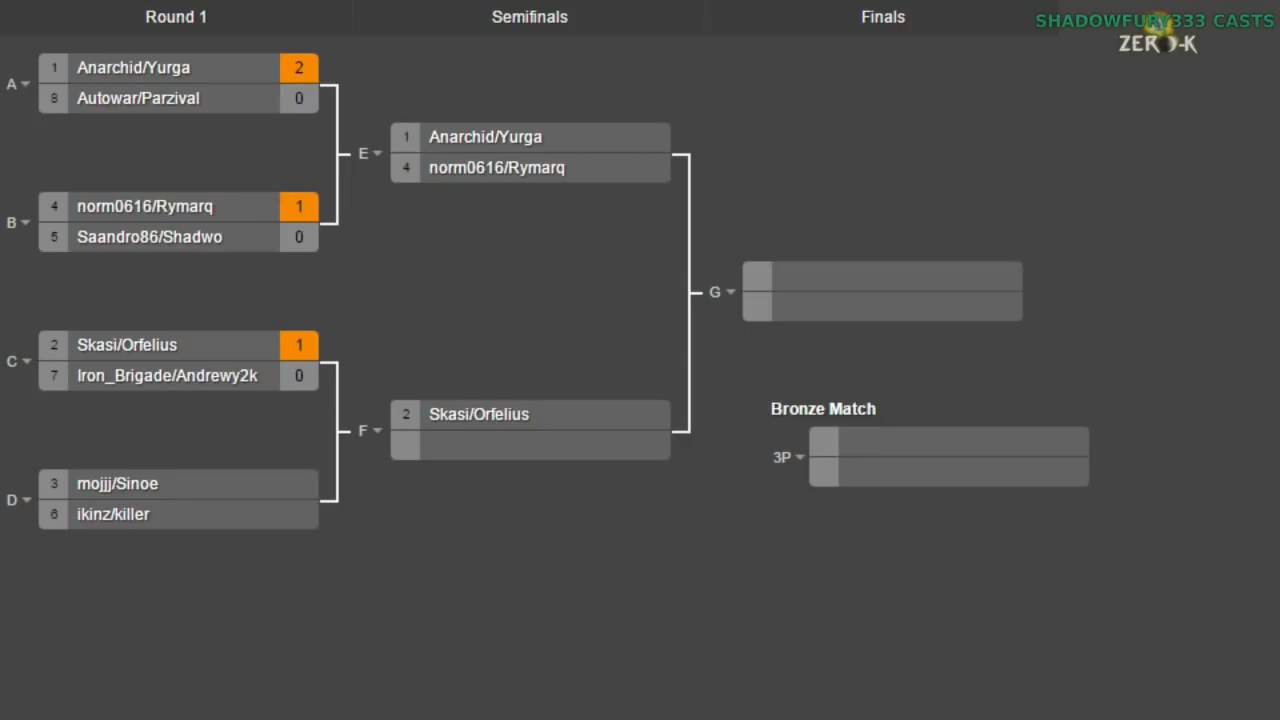 Round 1
Semifinals
Finals
SHADOWFURY333 CASTS
ZERO-K
A
1 Anarchid/Yurga 2
8 Autowar/Parzival 0
B
4 norm0616/Rymarq 1
5 Saandro86/Shadwo 0
C
2 Skasi/Orfelius 1
7 Iron_Brigade/Andrewy2k 0
D
3 mojjj/Sinoe
6 ikinz/killer
E
1 Anarchid/Yurga
4 norm0616/Rymarq
F
2 Skasi/Orfelius
G
Bronze Match
3P